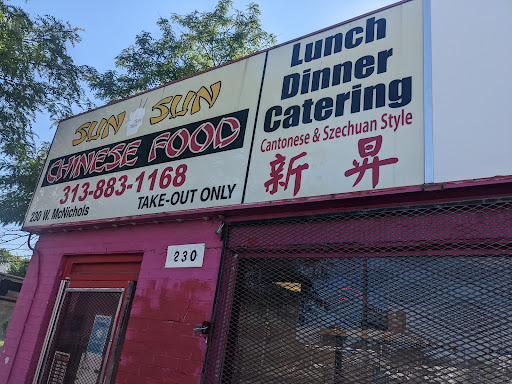 SUN SUN
CHINESE FOOD
313-883-1168
230 W. McNichols
TAKE-OUT ONLY
Lunch
Dinner
Catering
Cantonese & Szechuan Style
新昇
230